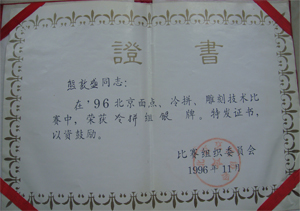 證書
熊敦盛同志：
在'96北京面点、冷拼、雕刻技术比
赛中，荣获冷拼组银牌。特发证书，
以资鼓励。
比赛组织委员会
1996年11月